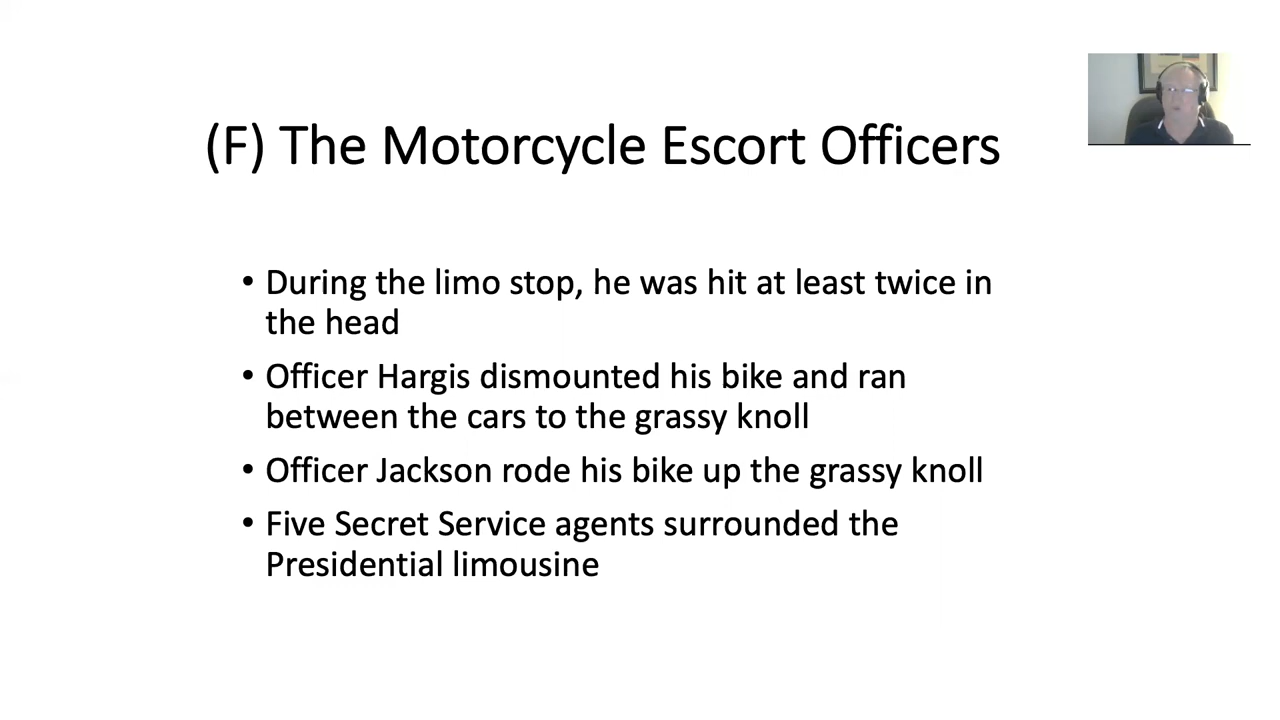 (F) The Motorcycle Escort Officers
• During the limo stop, he was hit at least twice in
the head
• Officer Hargis dismounted his bike and ran
between the cars to the grassy knoll
• Officer Jackson rode his bike up the grassy knoll
• Five Secret Service agents surrounded the
Presidential limousine